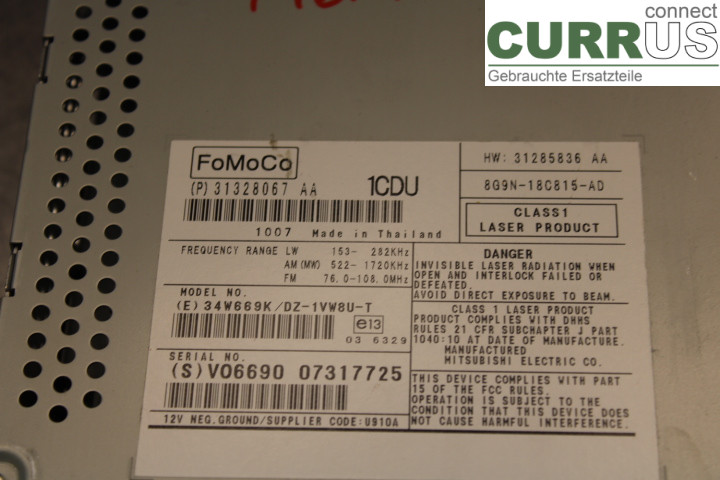 connect
CURRUS
Gebrauchte Ersatzteile
FoMoCo
(P) 31328067 AA 1CDU
1007 Made in Thailand
HW: 31285836 AA
8G9N-18C815-AD
CLASS1
LASER PRODUCT
FREQUENCY RANGE LW 153- 282KHz
AM(MW) 522- 1720KHz
FM 76.0-108.0MHz
MODEL NO.
(E) 34W669K/DZ-1VW8U-T
e13
03 6329
SERIAL NO.
(S)V06690 07317725
12V NEG.GROUND/SUPPLIER CODE:U910A
DANGER
INVISIBLE LASER RADIATION WHEN
OPEN AND INTERLOCK FAILED OR
DEFEATED.
AVOID DIRECT EXPOSURE TO BEAM.
CLASS 1 LASER PRODUCT
PRODUCT COMPLIES WITH DHHS
RULES 21 CFR SUBCHAPTER J PART
1040:10 AT DATE OF MANUFACTURE.
MANUFACTURED
MITSUBISHI ELECTRIC CO.
THIS DEVICE COMPLIES WITH PART
15 OF THE FCC RULES.
OPERATION IS SUBJECT TO THE
CONDITION THAT THIS DEVICE DOES
NOT CAUSE HARMFUL INTERFERENCE.